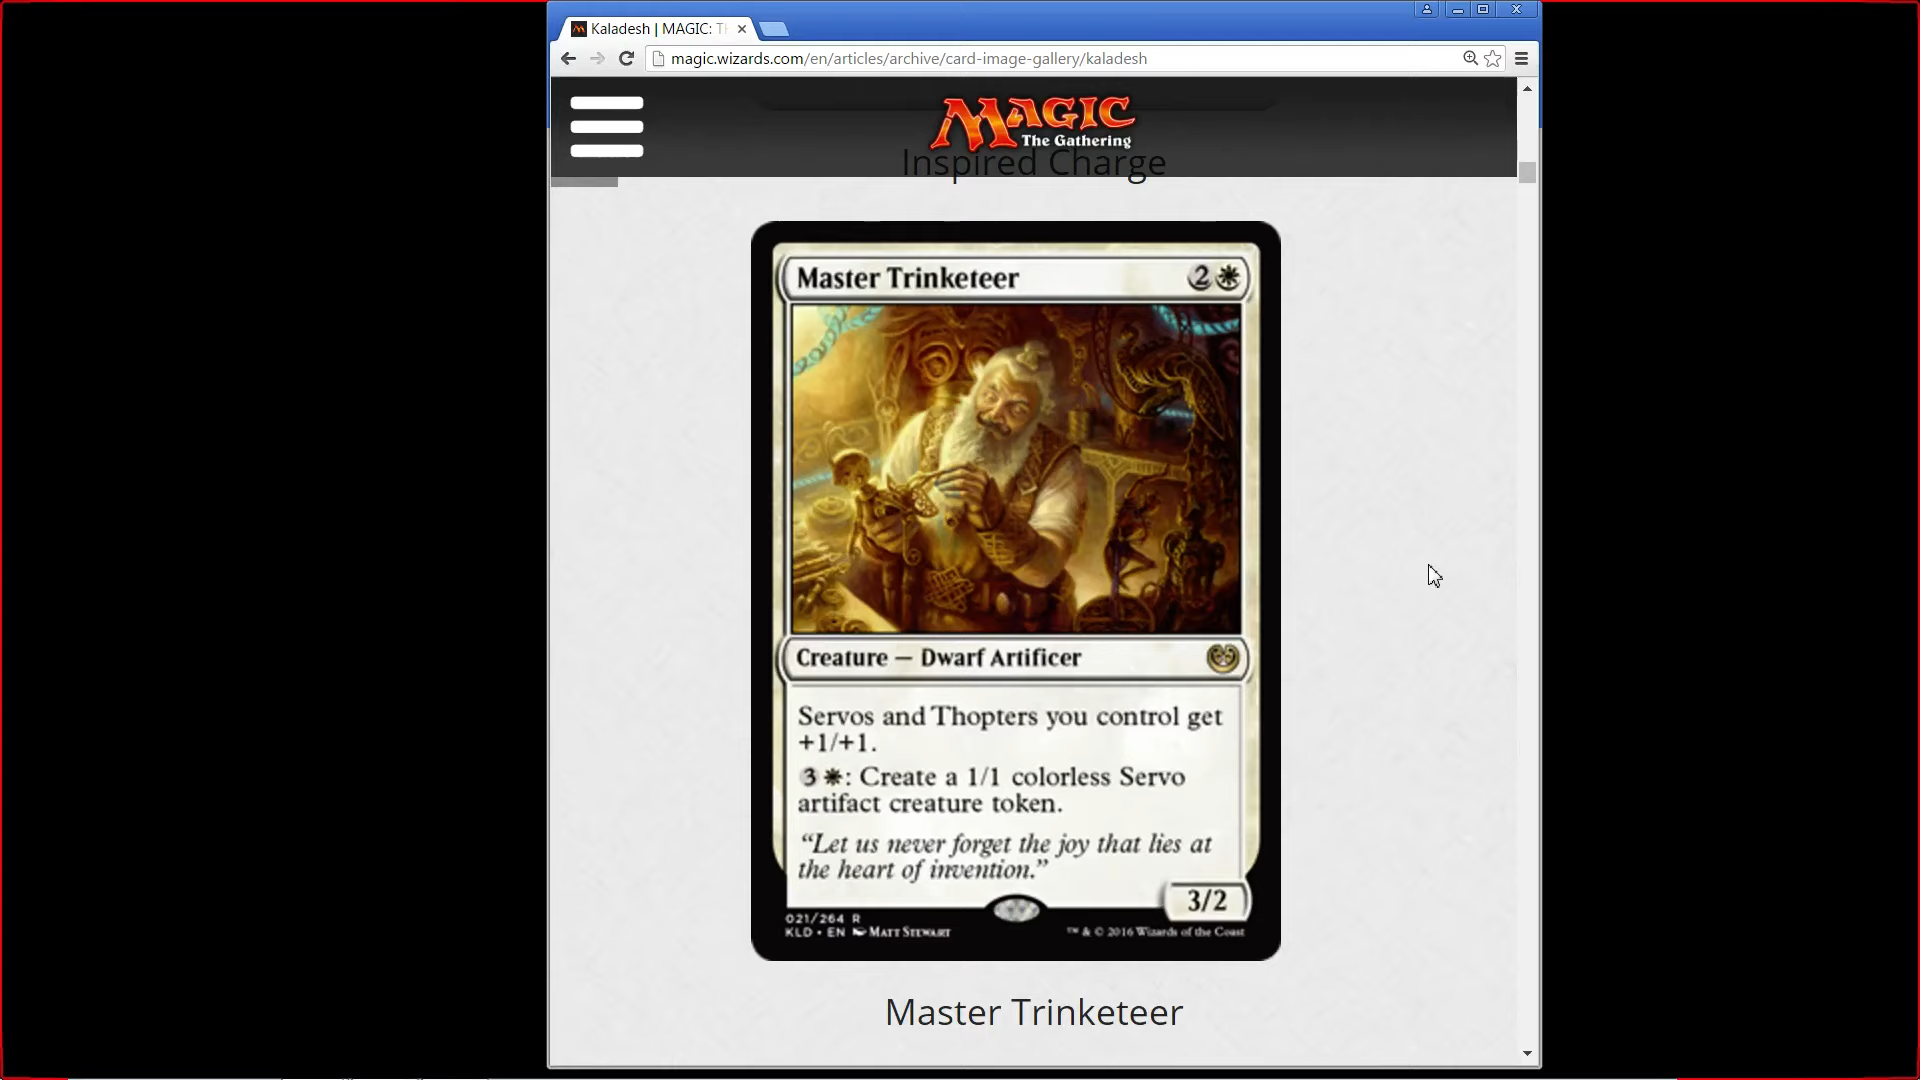 Kaladesh | MAGIC: Th
magic.wizards.com/en/articles/archive/card-image-gallery/kaladesh
MAGIC
The Gathering
Inspired Charge
Master Trinketeer 2
Creature — Dwarf Artificer
Servos and Thopters you control get
+1/+1.
3 : Create a 1/1 colorless Servo
artifact creature token.
“Let us never forget the joy that lies at
the heart of invention.”
3/2
021/264 R
KLD • EN Matt Stewart
™ & © 2016 Wizards of the Coast
Master Trinketeer